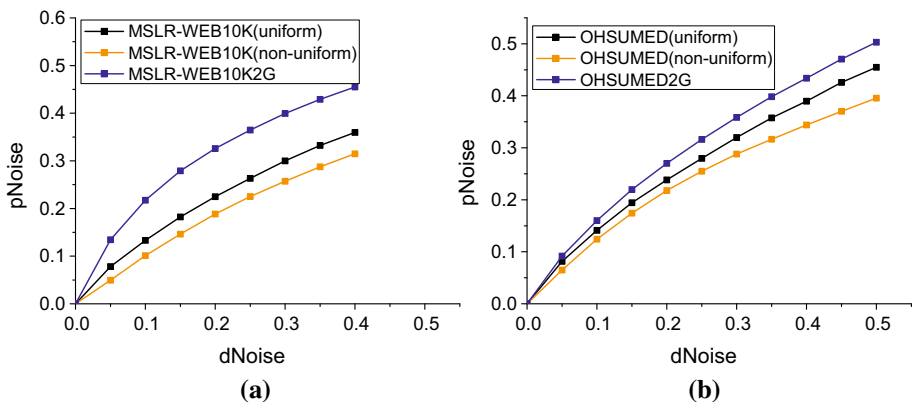 0.6
0.5
0.4
0.3
0.2
0.1
0.0
pNoise
MSLR-WEB10K(uniform)
MSLR-WEB10K(non-uniform)
MSLR-WEB10K2G
0.0 0.1 0.2 0.3 0.4 0.5
dNoise
(a)
0.5
0.4
0.3
0.2
0.1
0.0
pNoise
OHSUMED(uniform)
OHSUMED(non-uniform)
OHSUMED2G
0.0 0.1 0.2 0.3 0.4 0.5
dNoise
(b)